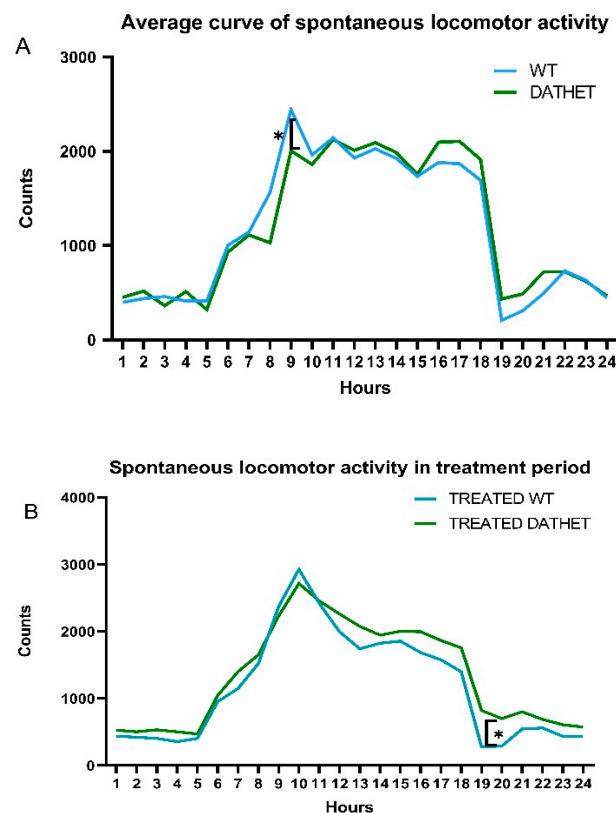 Average curve of spontaneous locomotor activity
A
3000
WT
DATHET
*
2000
Counts
1000
0
1 2 3 4 5 6 7 8 9 10 11 12 13 14 15 16 17 18 19 20 21 22 23 24
Hours
Spontaneous locomotor activity in treatment period
B
4000
TREATED WT
TREATED DATHET
3000
Counts
2000
1000
*
0
1 2 3 4 5 6 7 8 9 10 11 12 13 14 15 16 17 18 19 20 21 22 23 24
Hours